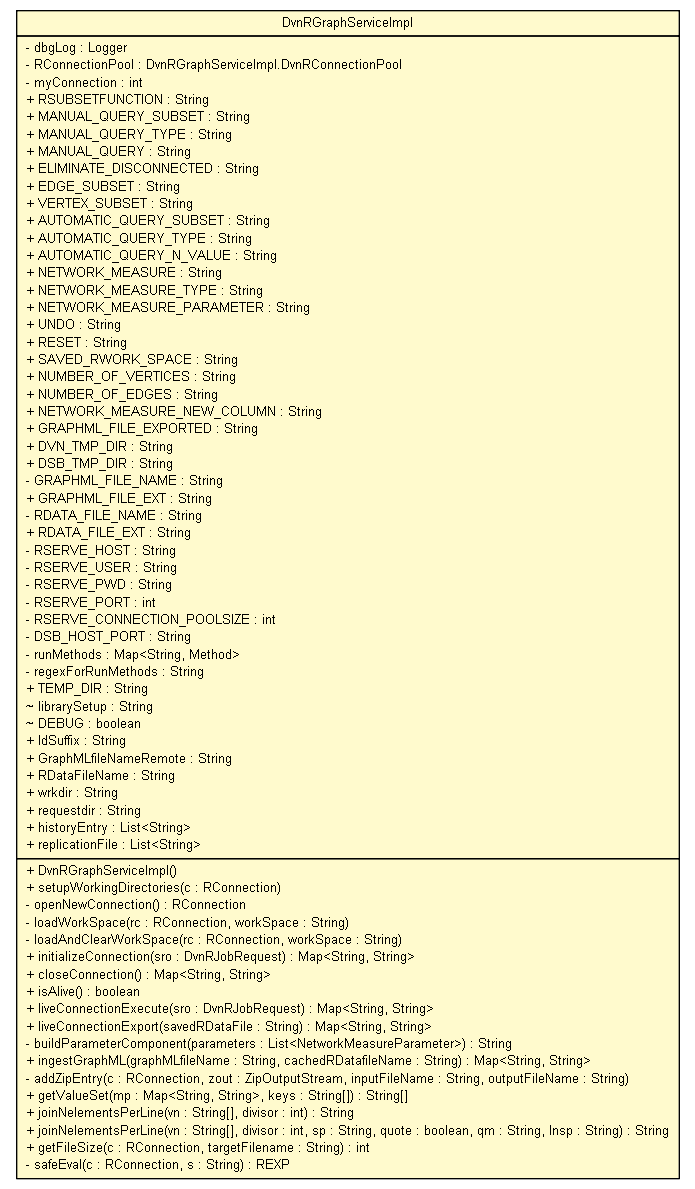 DvnRGraphServiceImpl
- dbgLog : Logger
- RConnectionPool : DvnRGraphServiceImpl.DvnRConnectionPool
- myConnection : int
+ RSUBSETFUNCTION : String
+ MANUAL_QUERY_SUBSET : String
+ MANUAL_QUERY_TYPE : String
+ MANUAL_QUERY : String
+ ELIMINATE_DISCONNECTED : String
+ EDGE_SUBSET : String
+ VERTEX_SUBSET : String
+ AUTOMATIC_QUERY_SUBSET : String
+ AUTOMATIC_QUERY_TYPE : String
+ AUTOMATIC_QUERY_N_VALUE : String
+ NETWORK_MEASURE : String
+ NETWORK_MEASURE_TYPE : String
+ NETWORK_MEASURE_PARAMETER : String
+ UNDO : String
+ RESET : String
+ SAVED_RWORK_SPACE : String
+ NUMBER_OF_VERTICES : String
+ NUMBER_OF_EDGES : String
+ NETWORK_MEASURE_NEW_COLUMN : String
+ GRAPHML_FILE_EXPORTED : String
+ DVN_TMP_DIR : String
+ DSB_TMP_DIR : String
- GRAPHML_FILE_NAME : String
+ GRAPHML_FILE_EXT : String
- RDATA_FILE_NAME : String
+ RDATA_FILE_EXT : String
- RSERVE_HOST : String
- RSERVE_USER : String
- RSERVE_PWD : String
- RSERVE_PORT : int
- RSERVE_CONNECTION_POOLSIZE : int
- DSB_HOST_PORT : String
- runMethods : Map<String, Method>
- regexForRunMethods : String
+ TEMP_DIR : String
~ librarySetup : String
~ DEBUG : boolean
+ IdSuffix : String
+ GraphMLfileNameRemote : String
+ RDataFileName : String
+ wrkdir : String
+ requestdir : String
+ historyEntry : List<String>
+ replicationFile : List<String>
+ DvnRGraphServiceImpl()
+ setupWorkingDirectories(c : RConnection)
- openNewConnection() : RConnection
- loadWorkSpace(rc : RConnection, workSpace : String)
- loadAndClearWorkSpace(rc : RConnection, workSpace : String)
+ initializeConnection(sro : DvnRJobRequest) : Map<String, String>
+ closeConnection() : Map<String, String>
- isAlive() : boolean
+ liveConnectionExecute(sro : DvnRJobRequest) : Map<String, String>
+ liveConnectionExport(savedRDataFile : String) : Map<String, String>
- buildParameterComponent(parameters : List<NetworkMeasureParameter>) : String
+ ingestGraphML(graphMLfileName : String, cachedRDatafileName : String) : Map<String, String>
- addZipEntry(c : RConnection, zout : ZipOutputStream, inputFileName : String, outputFileName : String)
+ getValueSet(mp : Map<String, String>, keys : String[]) : String[]
+ joinNelementsPerLine(vn : String[], divisor : int) : String
+ joinNelementsPerLine(vn : String[], divisor : int, sp : String, quote : boolean, qm : String, lnsp : String) : String
+ getFileSize(c : RConnection, targetFilename : String) : int
- safeEval(c : RConnection, s : String) : REXP